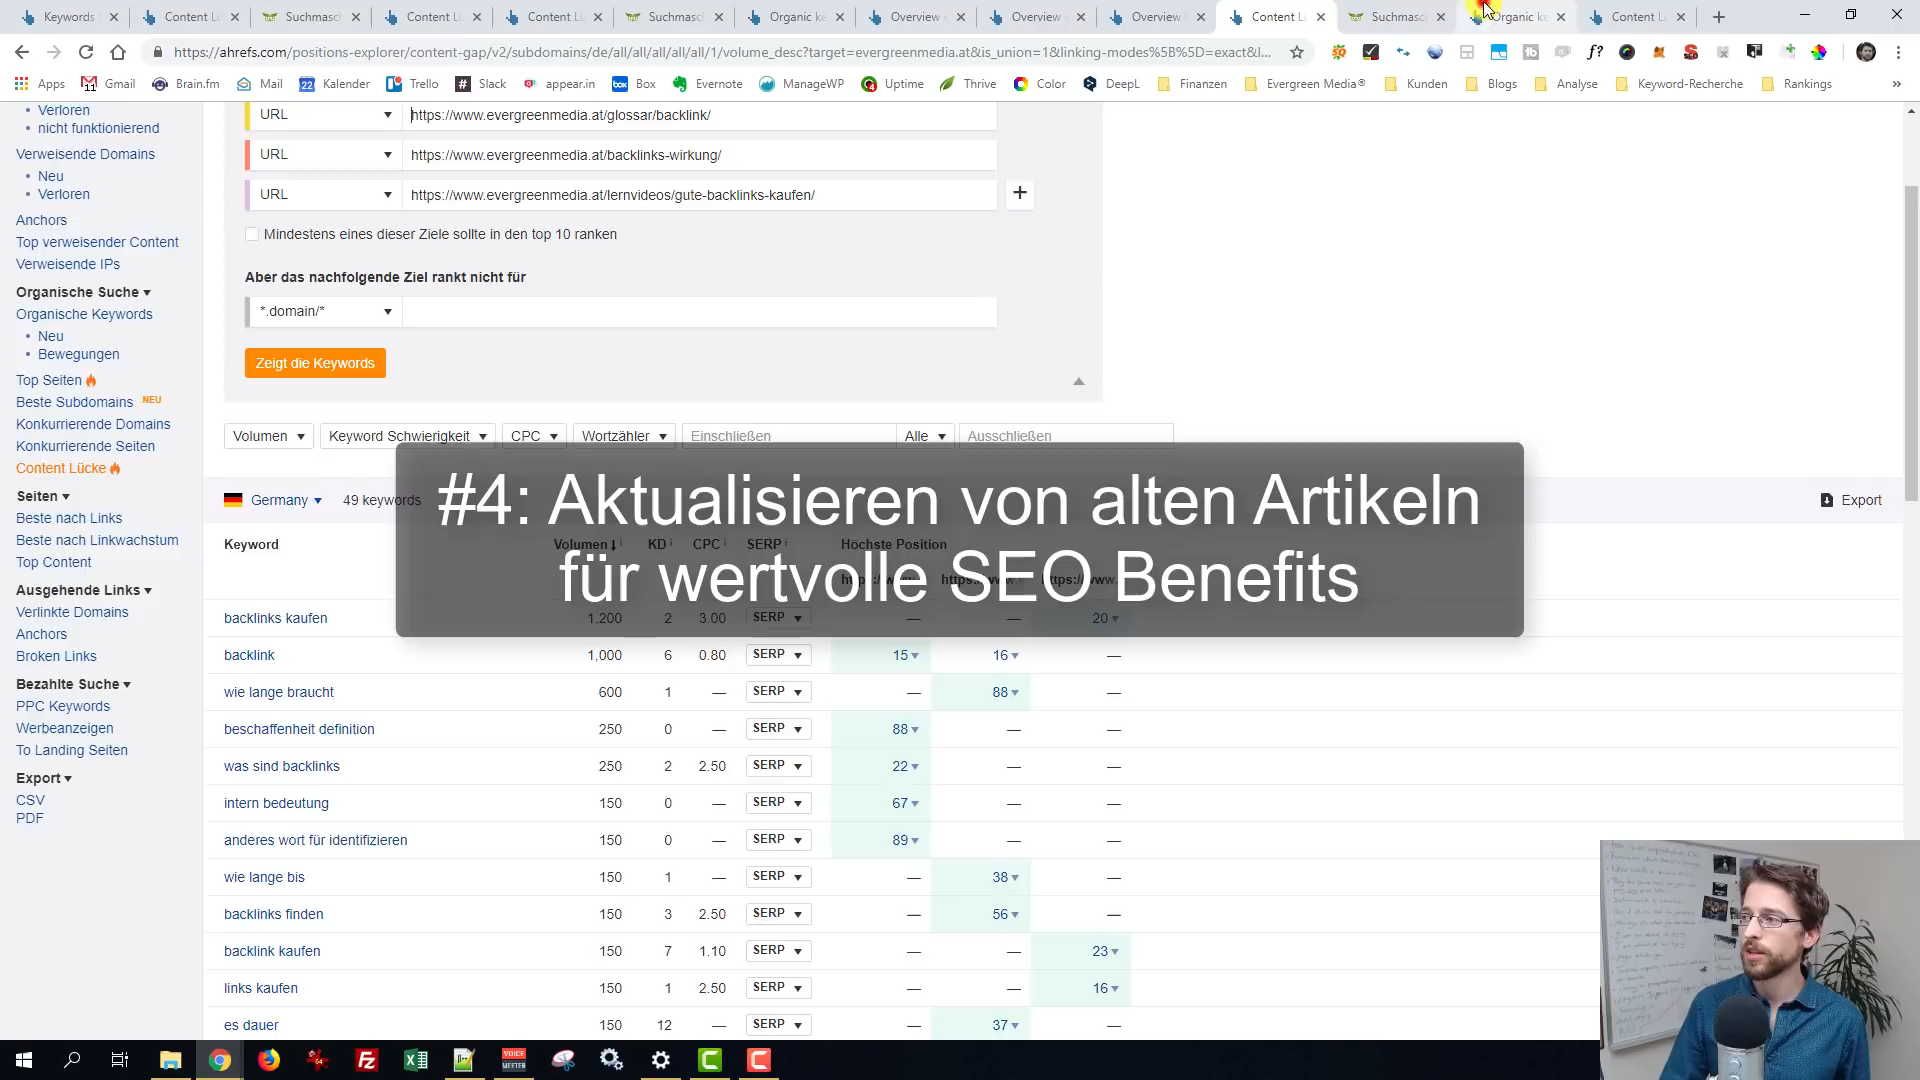 Keywords
Content L
Suchmasc
Content L
Content L
Suchmasc
Organic ke
Overview
Overview
Overview
Content L
Suchmasc
Organic ke
Content L
https://ahrefs.com/positions-explorer/content-gap/v2/subdomains/de/all/all/all/all/all/1/volume_desc?target=evergreenmedia.at&is_union=1&linking-modes%5B%5D=exact&l...
Apps
Gmail
Brain.fm
Mail
Kalender
Trello
Slack
appear.in
Box
Evernote
ManageWP
Uptime
Thrive
Color
DeepL
Finanzen
Evergreen Media®
Kunden
Blogs
Analyse
Keyword-Recherche
Rankings
Verloren
nicht funktionierend
Verweisende Domains
Neu
Verloren
Anchors
Top verweisender Content
Verweisende IPs
Organische Suche
Organische Keywords
Neu
Bewegungen
Top Seiten
Beste Subdomains NEU
Konkurrierende Domains
Konkurrierende Seiten
Content Lücke
Seiten
Beste nach Links
Beste nach Linkwachstum
Top Content
Ausgehende Links
Verlinkte Domains
Anchors
Broken Links
Bezahlte Suche
PPC Keywords
Werbeanzeigen
To Landing Seiten
Export
CSV
PDF
URL https://www.evergreenmedia.at/glossar/backlink/
URL https://www.evergreenmedia.at/backlinks-wirkung/
URL https://www.evergreenmedia.at/lernvideos/gute-backlinks-kaufen/
Mindestens eines dieser Ziele sollte in den top 10 ranken
Aber das nachfolgende Ziel rankt nicht für
*.domain/*
Zeigt die Keywords
Volumen Keyword Schwierigkeit CPC Wortzähler Einschließen Alle Ausschließen
Germany 49 keywords Export
#4: Aktualisieren von alten Artikeln
für wertvolle SEO Benefits
Keyword Volumen KD CPC SERP Höchste Position
backlinks kaufen 1.200 2 3.00 SERP — — 20
backlink 1,000 6 0.80 SERP 15 16 —
wie lange braucht 600 1 — SERP — 88 —
beschaffenheit definition 250 0 — SERP 88 — —
was sind backlinks 250 2 2.50 SERP 22 — —
intern bedeutung 150 0 — SERP 67 — —
anderes wort für identifizieren 150 0 — SERP 89 — —
wie lange bis 150 1 — SERP — 38 —
backlinks finden 150 3 2.50 SERP — 56 —
backlink kaufen 150 7 1.10 SERP — — 23
links kaufen 150 1 2.50 SERP — — 16
es dauer 150 12 — SERP — 37 —
VOICE
MEETER